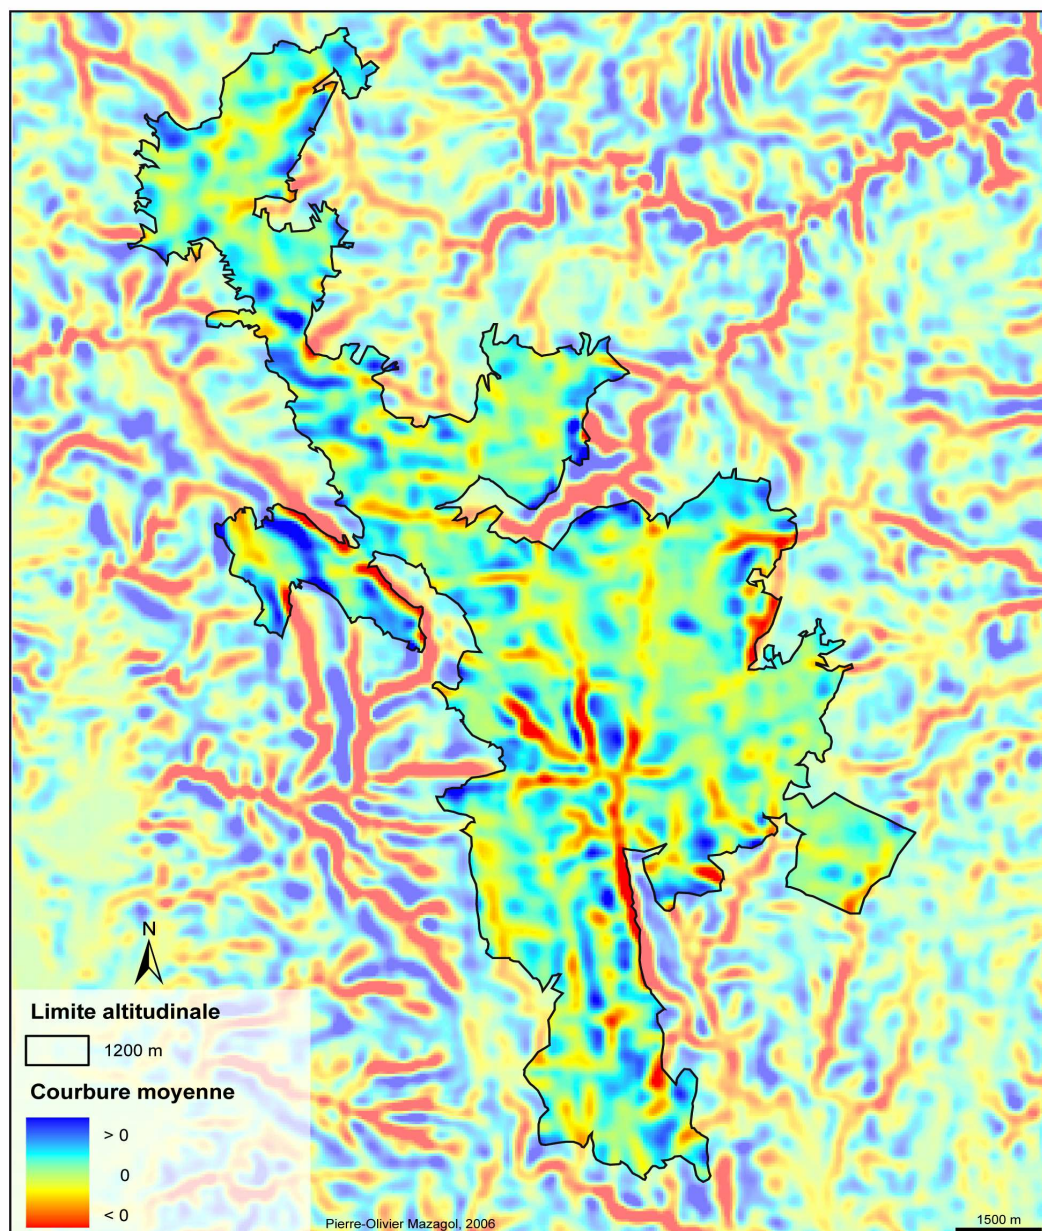 N
Limite altitudinale
1200 m
Courbure moyenne
> 0
0
< 0
Pierre-Olivier Mazagol, 2006
1500 m